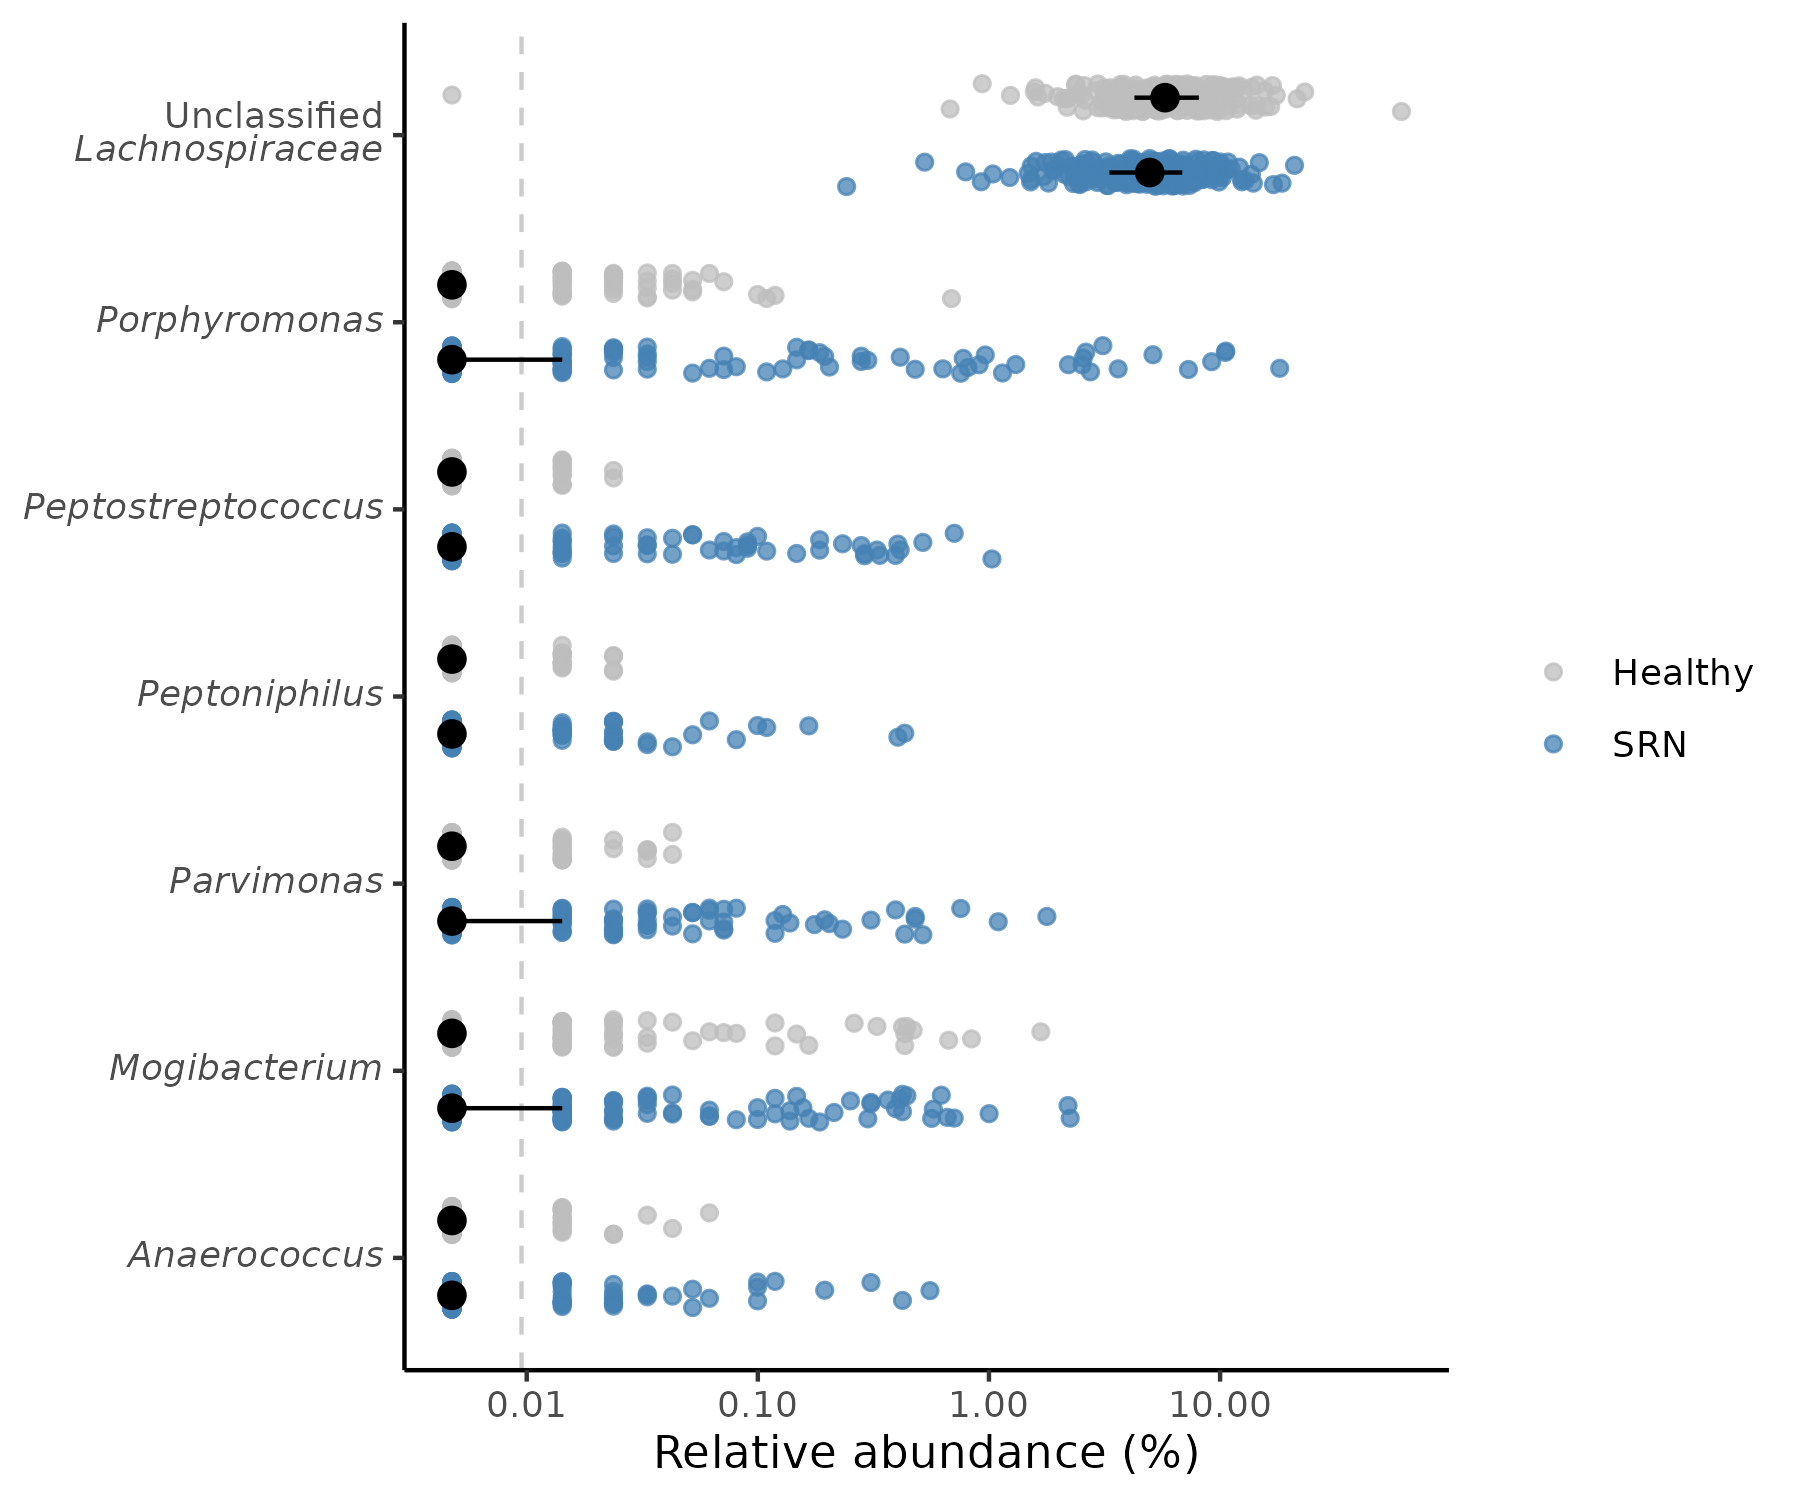 Unclassified
Lachnospiraceae
Porphyromonas
Peptostreptococcus
Peptoniphilus
Parvimonas
Mogibacterium
Anaerococcus
0.01 0.10 1.00 10.00
Relative abundance (%)
Healthy
SRN